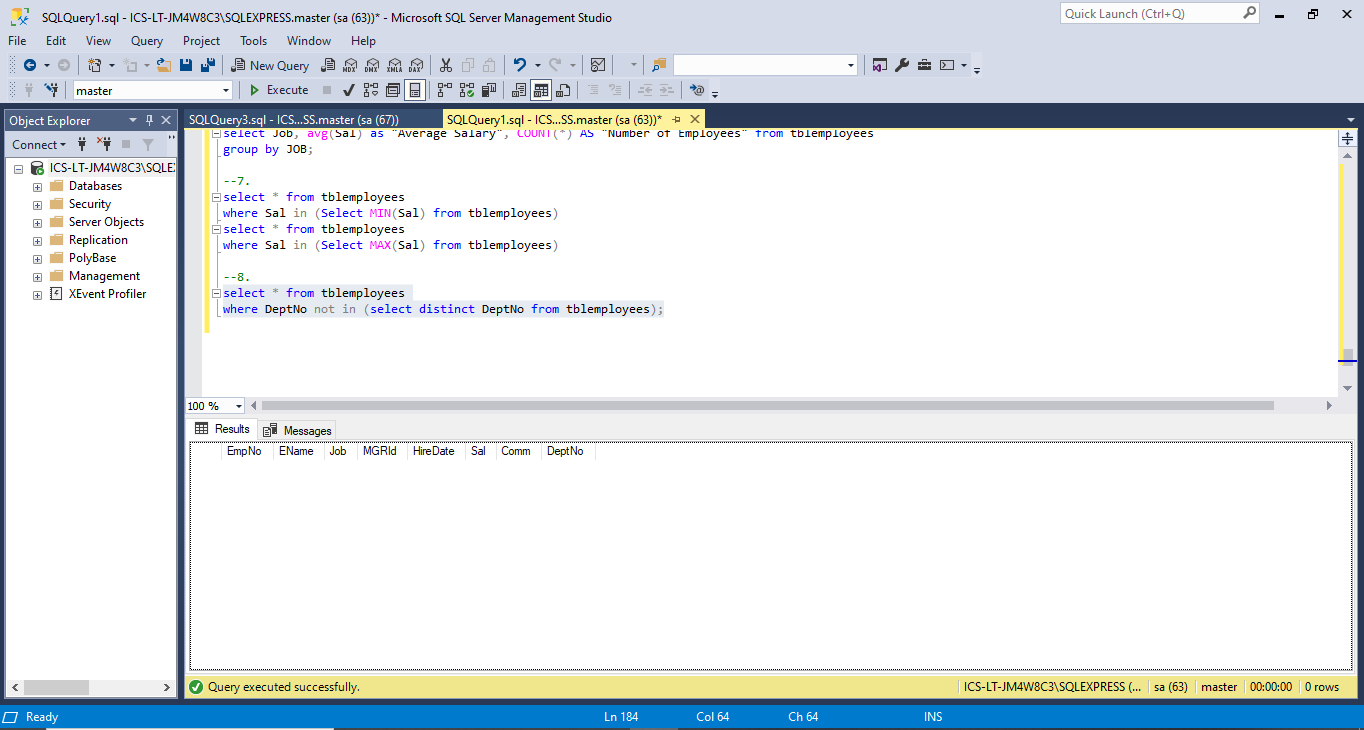 SQLQuery1.sql - ICS-LT-JM4W8C3\SQLEXPRESS.master (sa (63))* - Microsoft SQL Server Management Studio
Quick Launch (Ctrl+Q)
File Edit View Query Project Tools Window Help
New Query MDX DMX XMLA DAX
master Execute
Object Explorer
SQLQuery3.sql - ICS...SS.master (sa (67))
SQLQuery1.sql - ICS...SS.master (sa (63))*
Connect
ICS-LT-JM4W8C3\SQLEX
Databases
Security
Server Objects
Replication
PolyBase
Management
XEvent Profiler
select Job, avg(Sal) as "Average Salary", COUNT(*) AS "Number of Employees" from tblemployees
group by JOB;
--7.
select * from tblemployees
where Sal in (Select MIN(Sal) from tblemployees)
select * from tblemployees
where Sal in (Select MAX(Sal) from tblemployees)
--8.
select * from tblemployees
where DeptNo not in (select distinct DeptNo from tblemployees);
100 %
Results Messages
EmpNo EName Job MGRId HireDate Sal Comm DeptNo
Query executed successfully.
ICS-LT-JM4W8C3\SQLEXPRESS (... sa (63) master 00:00:00 0 rows
Ready Ln 184 Col 64 Ch 64 INS